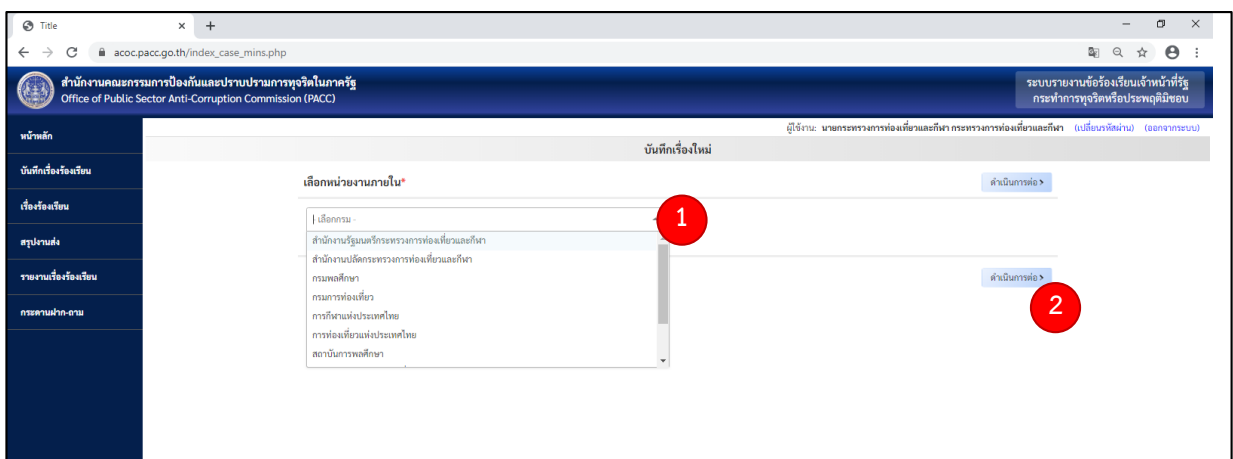 Title
acoc.pacc.go.th/index_case_mins.php
สำนักงานคณะกรรมการป้องกันและปราบปรามการทุจริตในภาครัฐ
Office of Public Sector Anti-Corruption Commission (PACC)
ระบบรายงานข้อร้องเรียนเจ้าหน้าที่รัฐ
กระทำการทุจริตหรือประพฤติมิชอบ
ผู้ใช้งาน: นายกระทรวงการท่องเที่ยวและกีฬา กระทรวงการท่องเที่ยวและกีฬา (เปลี่ยนรหัสผ่าน) (ออกจากระบบ)
หน้าหลัก
บันทึกเรื่องร้องเรียน
เรื่องร้องเรียน
สรุปงานส่ง
รายงานเรื่องร้องเรียน
กระดานฝาก-ถาม
บันทึกเรื่องใหม่
เลือกหน่วยงานภายใน*
ดำเนินการต่อ >
เลือกกรม -
1
สำนักงานรัฐมนตรีกระทรวงการท่องเที่ยวและกีฬา
สำนักงานปลัดกระทรวงการท่องเที่ยวและกีฬา
กรมพลศึกษา
กรมการท่องเที่ยว
การกีฬาแห่งประเทศไทย
การท่องเที่ยวแห่งประเทศไทย
สถาบันการพลศึกษา
ดำเนินการต่อ >
2